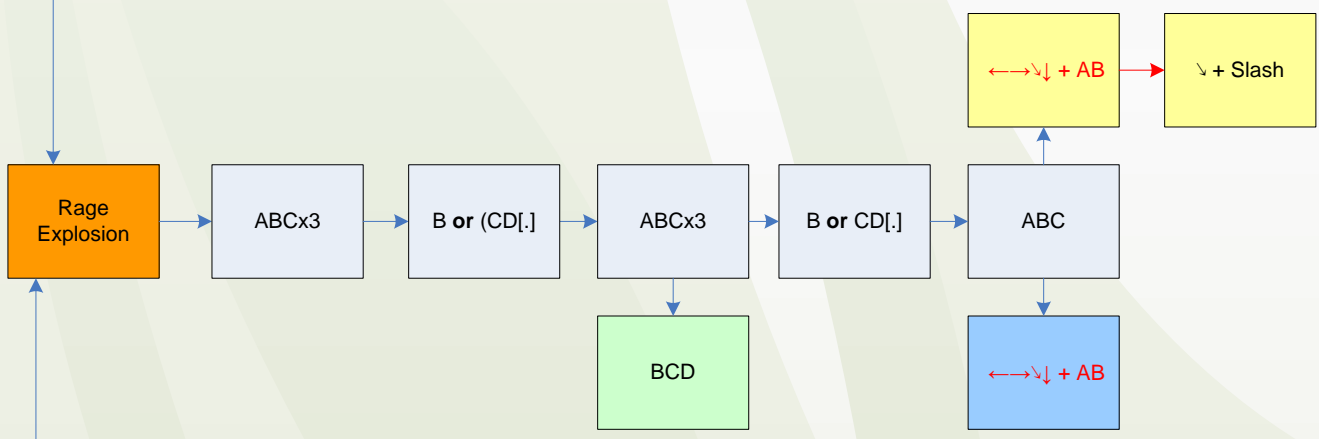 ←→↘↓ + AB
↘ + Slash
Rage
Explosion
ABCx3
B or (CD[.]
ABCx3
B or CD[.]
ABC
BCD
←→↘↓ + AB